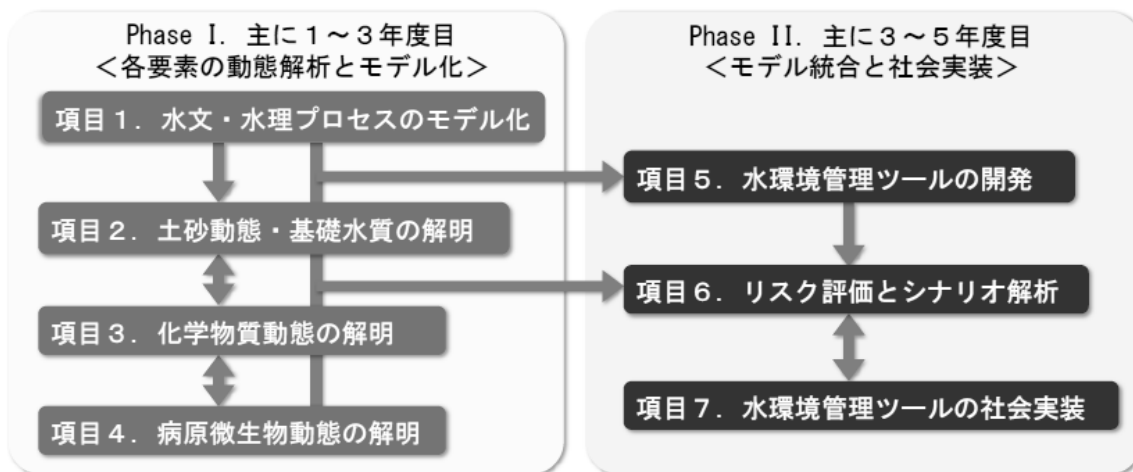 Phase I. 主に１～３年度目
＜各要素の動態解析とモデル化＞
項目１．水文・水理プロセスのモデル化
項目２．土砂動態・基礎水質の解明
項目３．化学物質動態の解明
項目４．病原微生物動態の解明
Phase II. 主に３～５年度目
＜モデル統合と社会実装＞
項目５．水環境管理ツールの開発
項目６．リスク評価とシナリオ解析
項目７．水環境管理ツールの社会実装